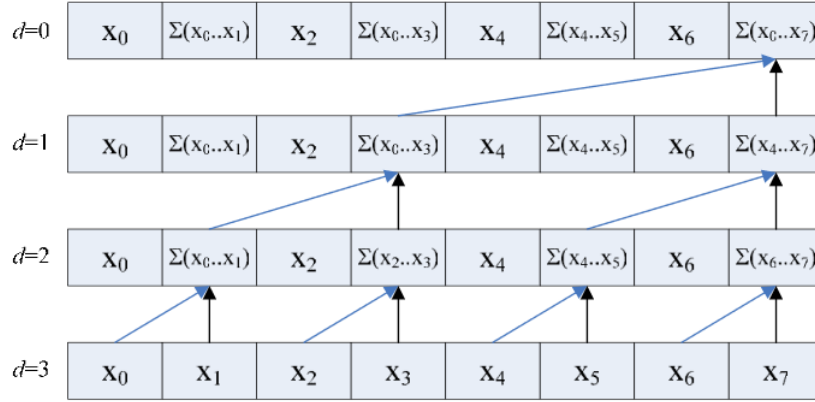 d=0 x₀ Σ(x₀..x₁) x₂ Σ(x₀..x₃) x₄ Σ(x₄..x₅) x₆ Σ(x₀..x₇)
d=1 x₀ Σ(x₀..x₁) x₂ Σ(x₀..x₃) x₄ Σ(x₄..x₅) x₆ Σ(x₄..x₇)
d=2 x₀ Σ(x₀..x₁) x₂ Σ(x₂..x₃) x₄ Σ(x₄..x₅) x₆ Σ(x₆..x₇)
d=3 x₀ x₁ x₂ x₃ x₄ x₅ x₆ x₇